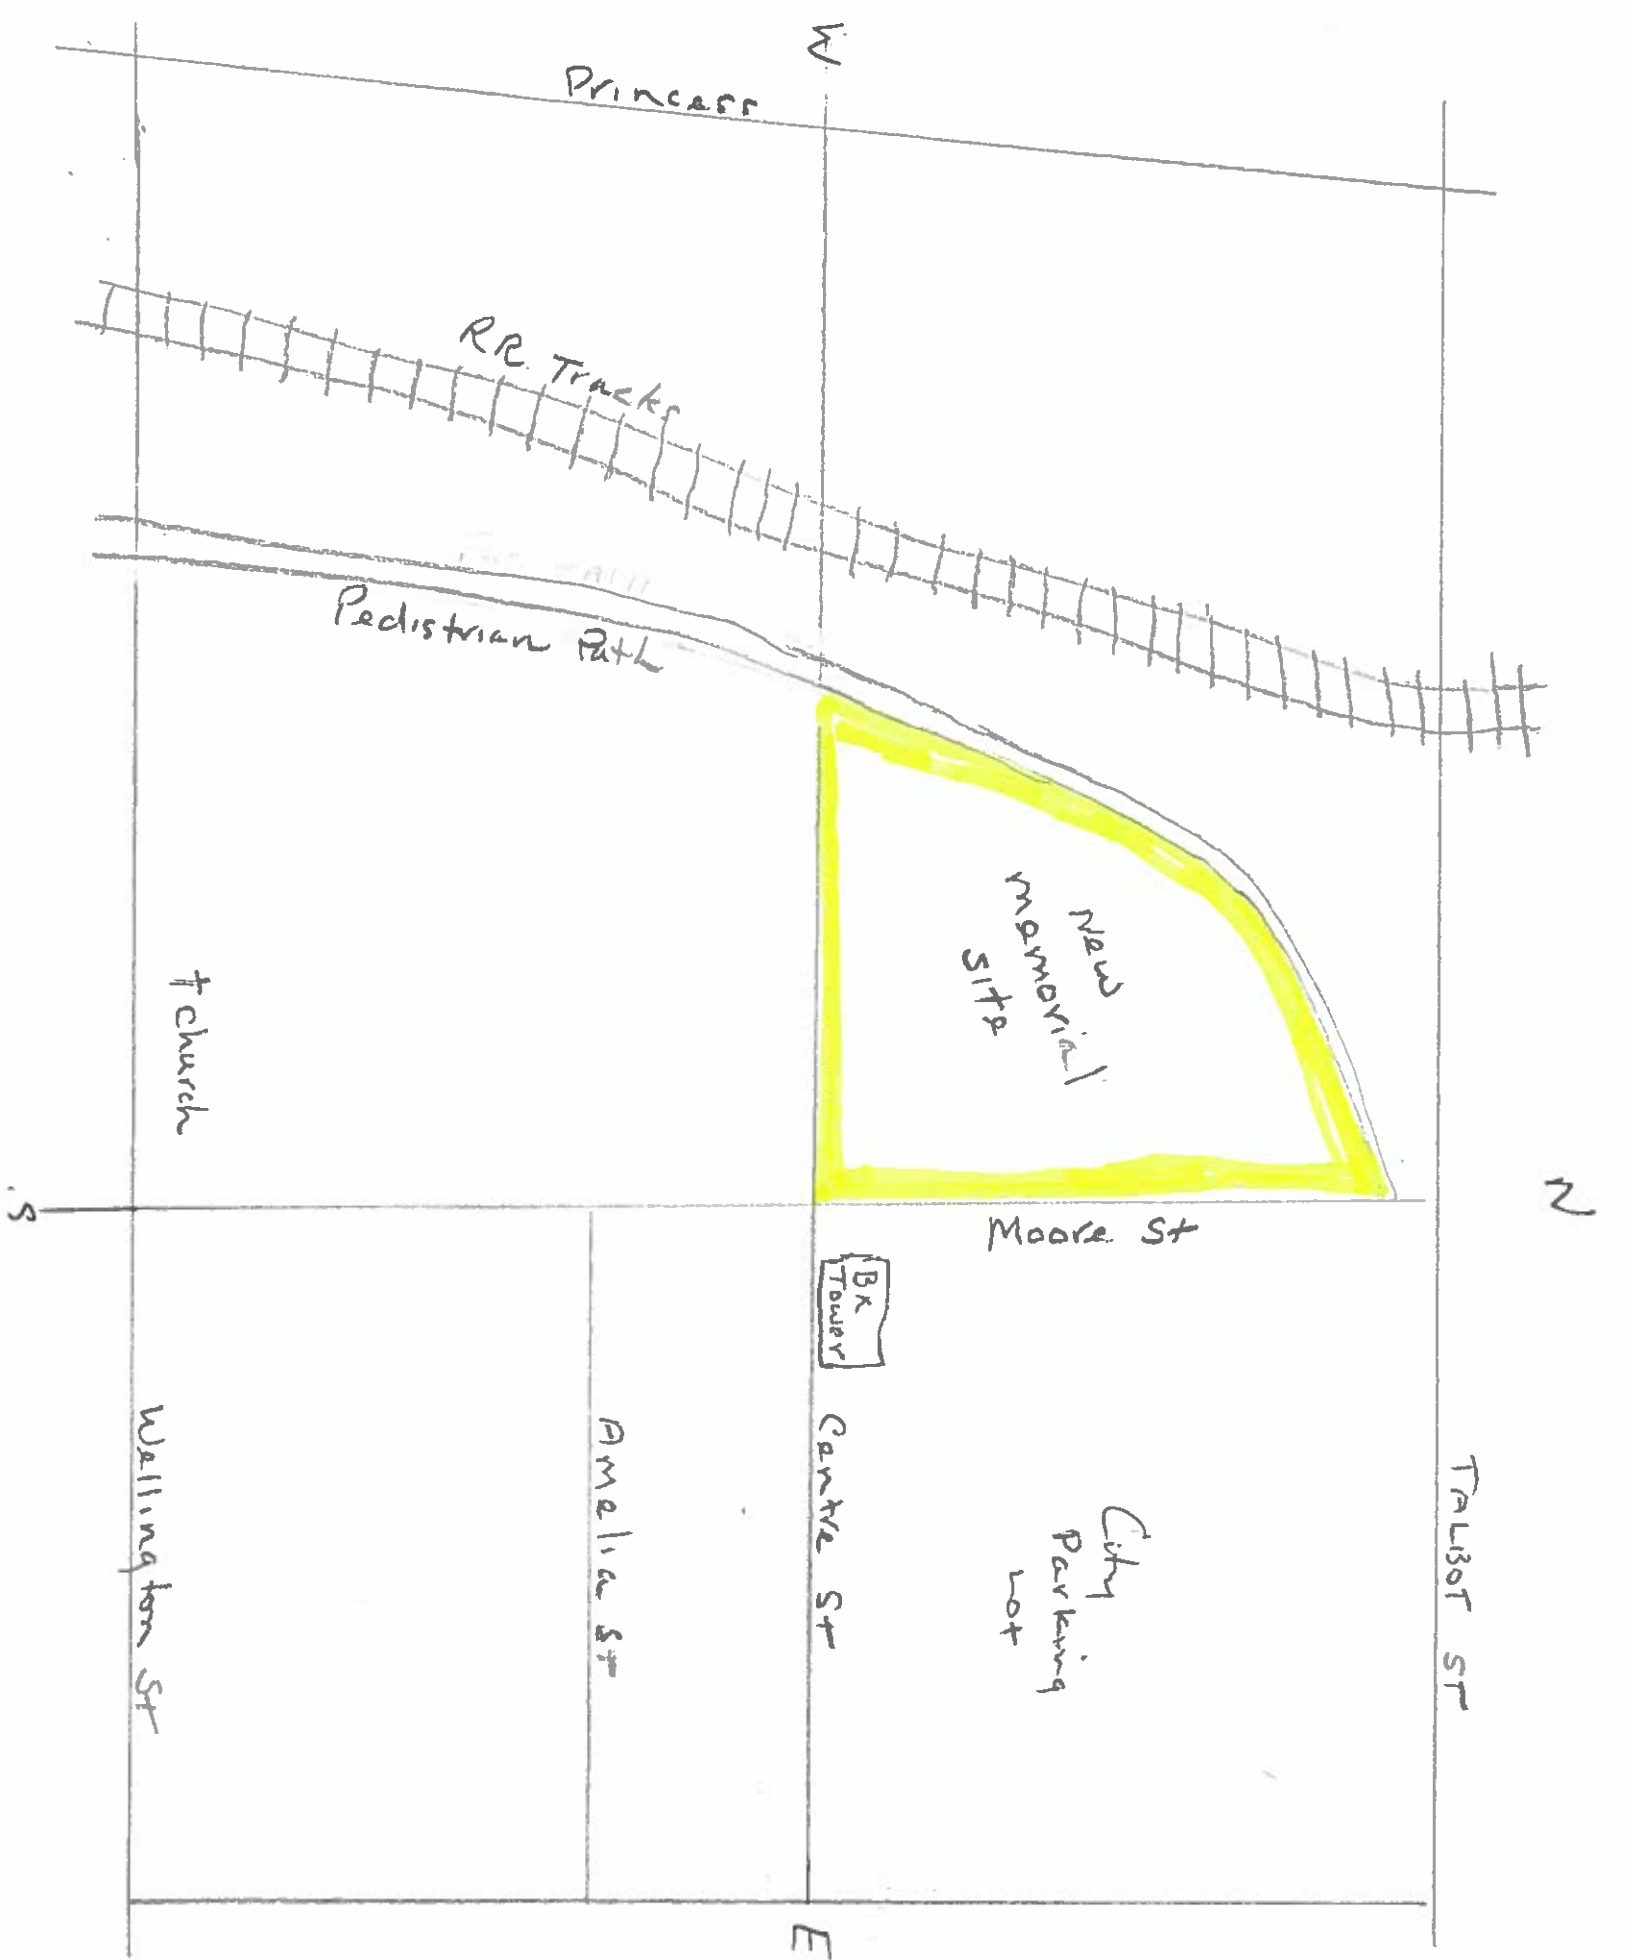 W
Princess
RR. Tracks
Pedistrian Path
New
memorial
site
† church
S
N
Moore St
Bx
Tower
Centre St
Amelia St
Wellington St
City
Parking
Lot
TALBOT ST
E